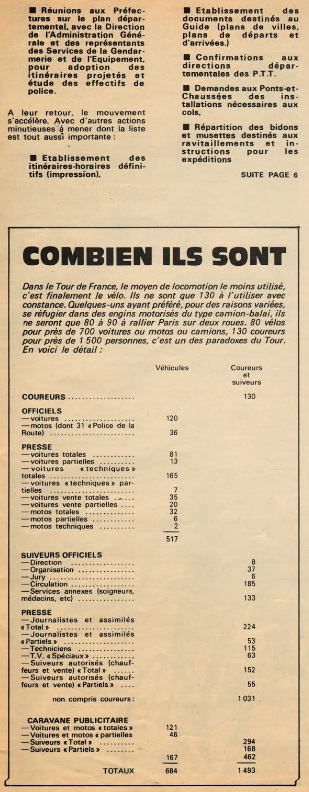 ■ Réunions aux Préfec-
tures sur le plan dépar-
temental, avec la Direction
de l'Administration Géné-
rale et des représentants
des Services de la Gendar-
merie et de l'Equipement,
pour adoption des
itinéraires projetés et
étude des effectifs de
police.
A leur retour, le mouvement
s'accélère. Avec d'autres actions
minutieuses à mener dont la liste
est tout aussi importante :
■ Etablissement des
itinéraires-horaires défini-
tifs (impression),
■ Etablissement des
documents destinés au
Guide (plans de villes,
plans de départs et
d'arrivées.)
■ Confirmations aux
directions dépar-
tementales des P.T.T.
■ Demandes aux Ponts-et-
Chaussées des ins-
tallations nécessaires aux
cols,
■ Répartition des bidons
et musettes destinés aux
ravitaillements et in-
structions pour les
expéditions
SUITE PAGE 6
COMBIEN ILS SONT
Dans le Tour de France, le moyen de locomotion le moins utilisé,
c'est finalement le vélo. Ils ne sont que 130 à l'utiliser avec
constance. Quelques-uns ayant préféré, pour des raisons variées,
se réfugier dans des engins motorisés du type camion-balai, ils
ne seront que 80 à 90 à rallier Paris sur deux roues. 80 vélos
pour près de 700 voitures ou motos ou camions, 130 coureurs
pour près de 1 500 personnes, c'est un des paradoxes du Tour.
En voici le détail :
Véhicules Coureurs
et
suiveurs
COUREURS .................. 130
OFFICIELS
—voitures .................. 120
—motos (dont 31 «Police de la
Route) .................. 36
PRESSE
—voitures totales ........... 81
—voitures partielles ......... 13
—voitures «techniques»
totales .................. 165
—voitures «techniques» par-
tielles .................. 7
—voitures vente totales .... 35
—voitures vente partielles .... 20
—motos totales ............ 32
—motos partielles .......... 6
—motos techniques ........ 2
517
SUIVEURS OFFICIELS
—Direction ................ 8
—Organisation .............. 37
—Jury .................... 6
—Circulation ............... 185
—Services annexes (soigneurs,
médecins, etc) .............. 133
PRESSE
—Journalistes et assimilés
«Total» .................. 224
—Journalistes et assimilés
«Partiels» ................ 53
—Techniciens .............. 115
—T.V. «Spéciaux» .......... 63
—Suiveurs autorisés (chauf-
feurs et vente) «Total» ...... 152
—Suiveurs autorisés (chauf-
feurs et vente) «Partiels» .... 55
non compris coureurs : 1 031
CARAVANE PUBLICITAIRE
—Voitures et motos «totales» 121
—Voitures et motos «partielles» 46
—Suiveurs «Total» .......... 294
—Suiveurs «Partiels» ........ 168
167 462
TOTAUX 684 1 493